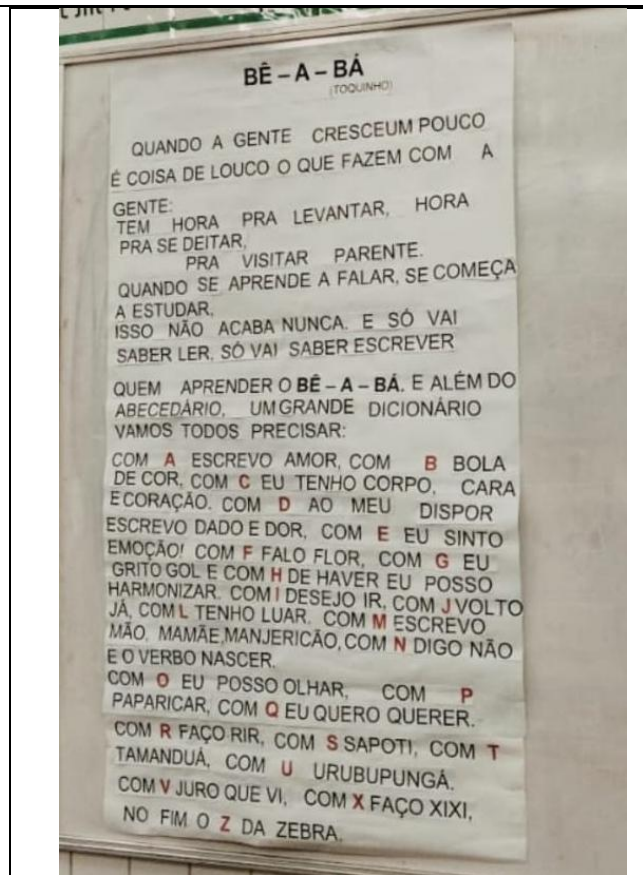 BÊ – A – BÁ
(TOQUINHO)
QUANDO A GENTE CRESCEUM POUCO
É COISA DE LOUCO O QUE FAZEM COM A
GENTE:
TEM HORA PRA LEVANTAR, HORA
PRA SE DEITAR,
PRA VISITAR PARENTE.
QUANDO SE APRENDE A FALAR, SE COMEÇA
A ESTUDAR,
ISSO NÃO ACABA NUNCA. E SÓ VAI
SABER LER, SÓ VAI SABER ESCREVER
QUEM APRENDER O BÊ – A – BÁ. E ALÉM DO
ABECEDÁRIO, UM GRANDE DICIONÁRIO
VAMOS TODOS PRECISAR:
COM A ESCREVO AMOR, COM B BOLA
DE COR, COM C EU TENHO CORPO, CARA
E CORAÇÃO. COM D AO MEU DISPOR
ESCREVO DADO E DOR, COM E EU SINTO
EMOÇÃO! COM F FALO FLOR, COM G EU
GRITO GOL E COM H DE HAVER EU POSSO
HARMONIZAR. COM I DESEJO IR, COM J VOLTO
JÁ, COM L TENHO LUAR. COM M ESCREVO
MÃO, MAMÃE, MANJERICÃO, COM N DIGO NÃO
E O VERBO NASCER.
COM O EU POSSO OLHAR, COM P
PAPARICAR, COM Q EU QUERO QUERER.
COM R FAÇO RIR, COM S SAPOTI, COM T
TAMANDUÁ, COM U URUBUPUNGÁ.
COM V JURO QUE VI, COM X FAÇO XIXI,
NO FIM O Z DA ZEBRA.